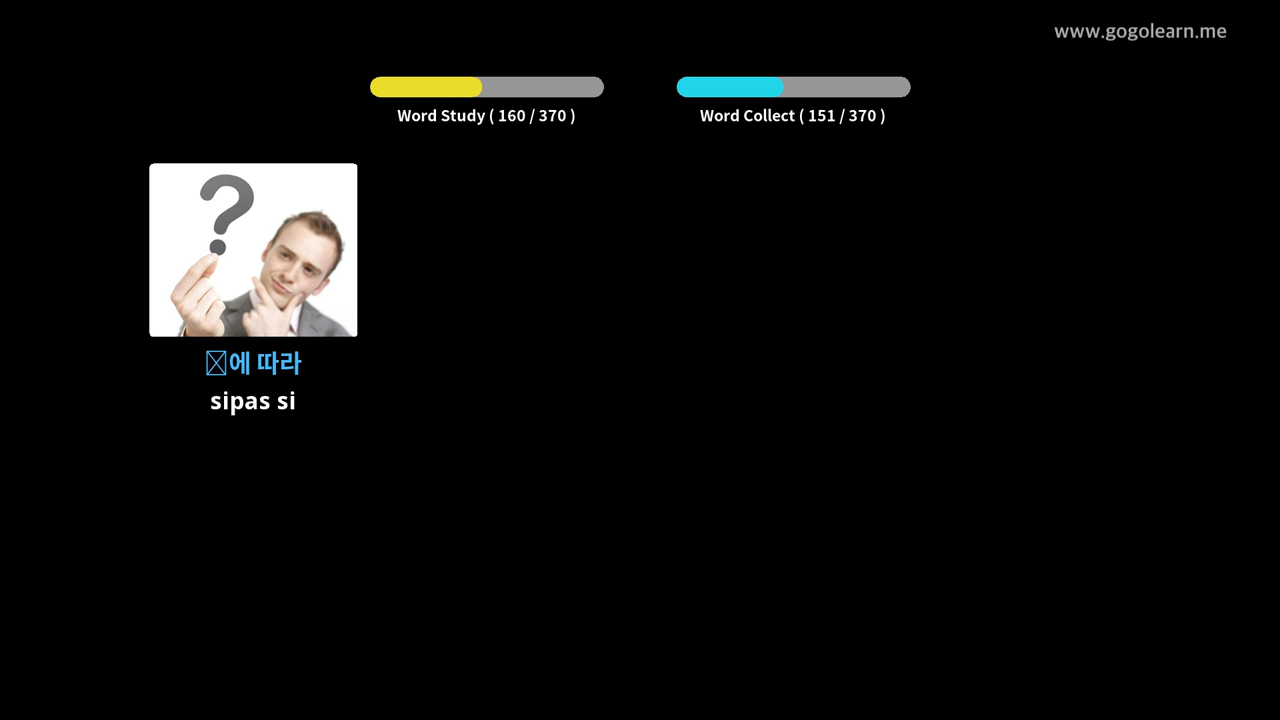 www.gogolearn.me
Word Study ( 160 / 370 )
Word Collect ( 151 / 370 )
에 따라
sipas si